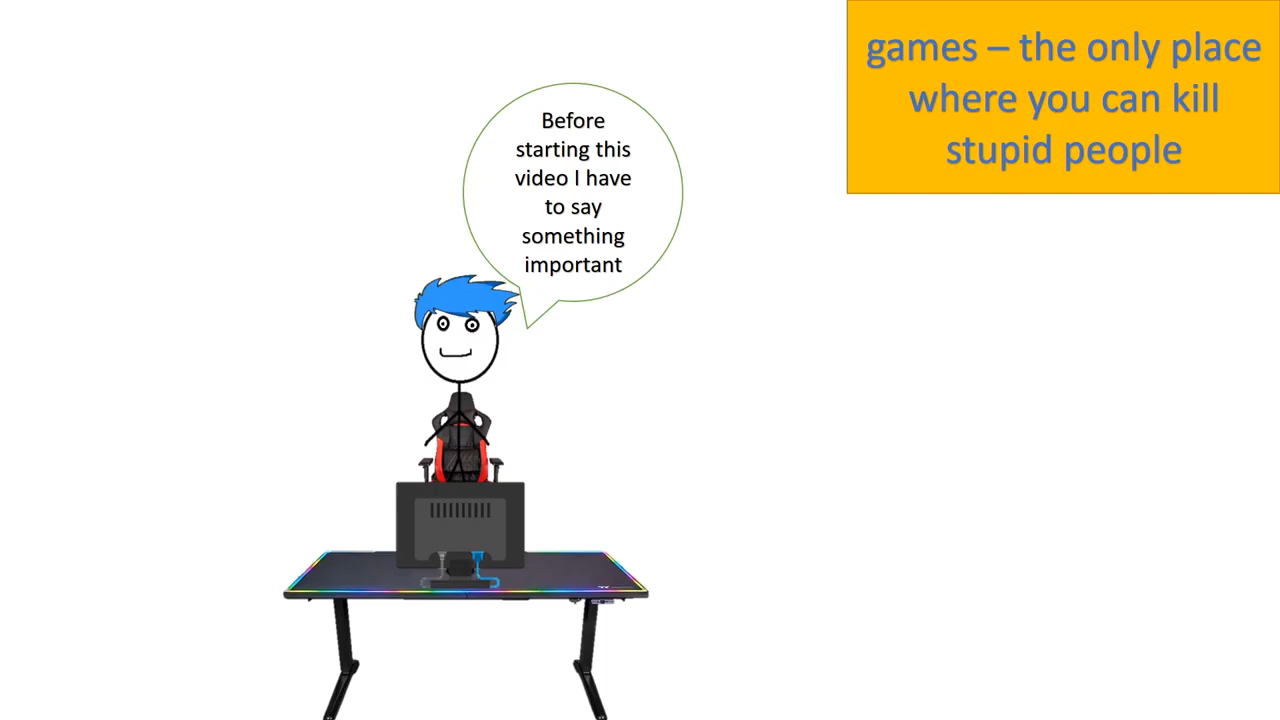 games – the only place
where you can kill
stupid people
Before
starting this
video I have
to say
something
important